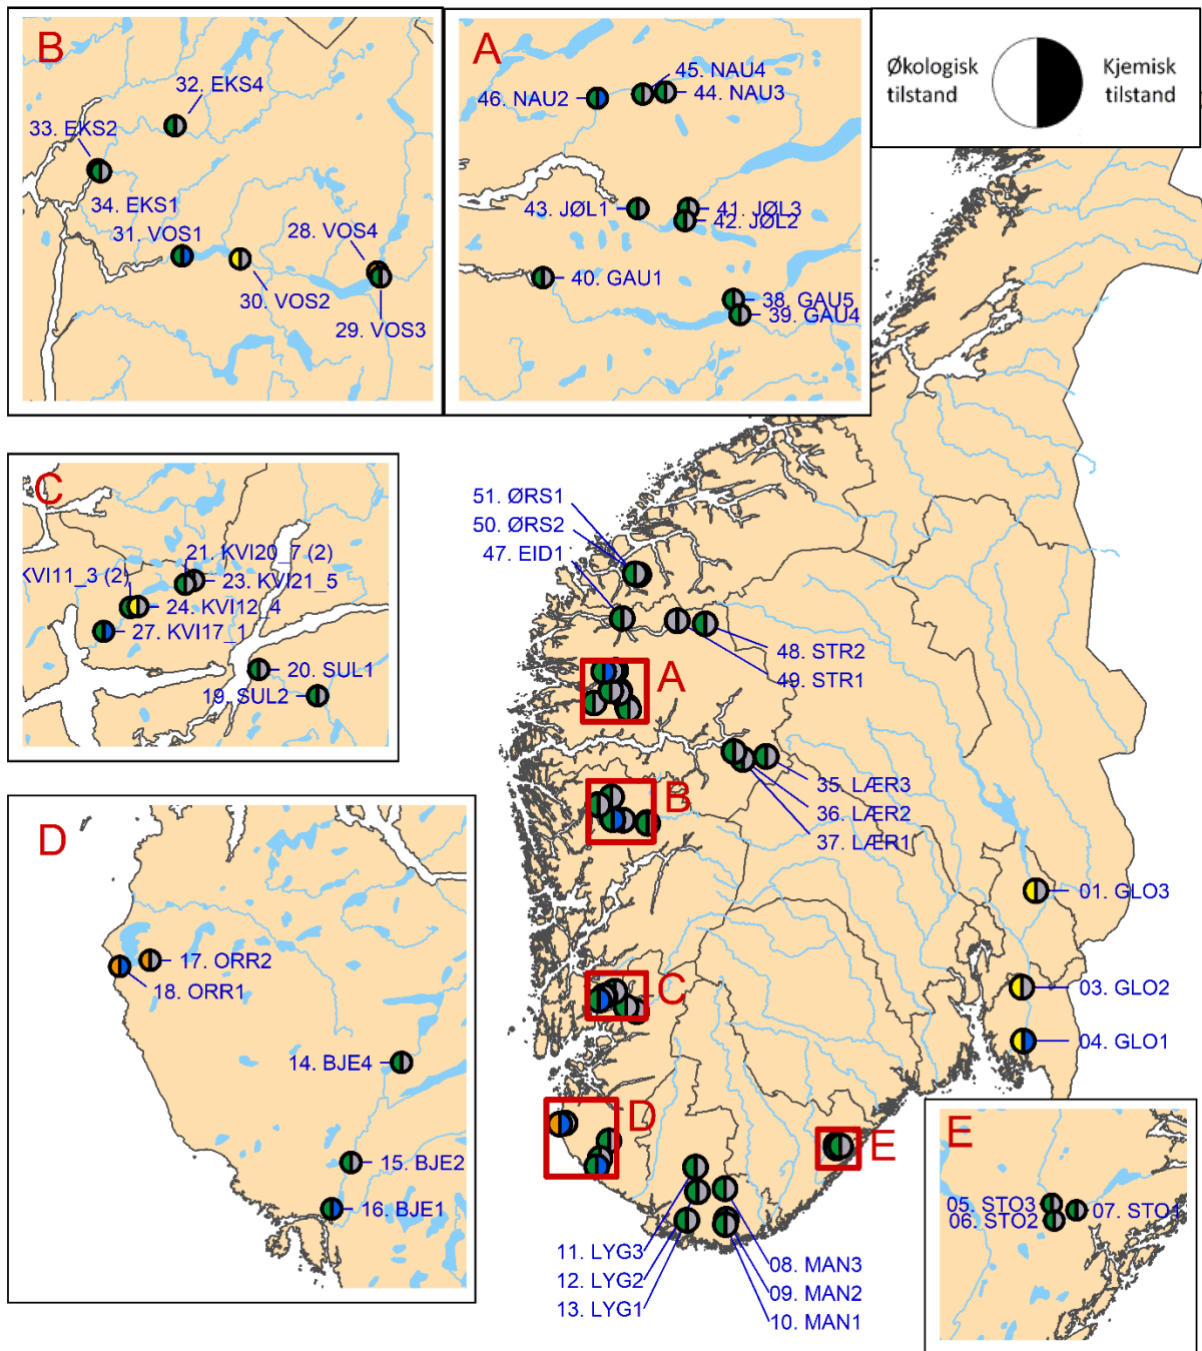 B
32. EKS4
33. EKS2
34. EKS1
31. VOS1
28. VOS4
30. VOS2
29. VOS3
A
45. NAU4
46. NAU2
44. NAU3
43. JØL1
41. JØL3
42. JØL2
40. GAU1
38. GAU5
39. GAU4
Økologisk
tilstand
Kjemisk
tilstand
C
21. KVI20_7 (2)
KVI11_3 (2)
23. KVI21_5
24. KVI12_4
27. KVI17_1
20. SUL1
19. SUL2
51. ØRS1
50. ØRS2
47. EID1
48. STR2
49. STR1
A
B
35. LÆR3
36. LÆR2
37. LÆR1
01. GLO3
03. GLO2
04. GLO1
C
D
E
11. LYG3
12. LYG2
13. LYG1
08. MAN3
09. MAN2
10. MAN1
D
17. ORR2
18. ORR1
14. BJE4
15. BJE2
16. BJE1
E
05. STO3
06. STO2
07. STO1